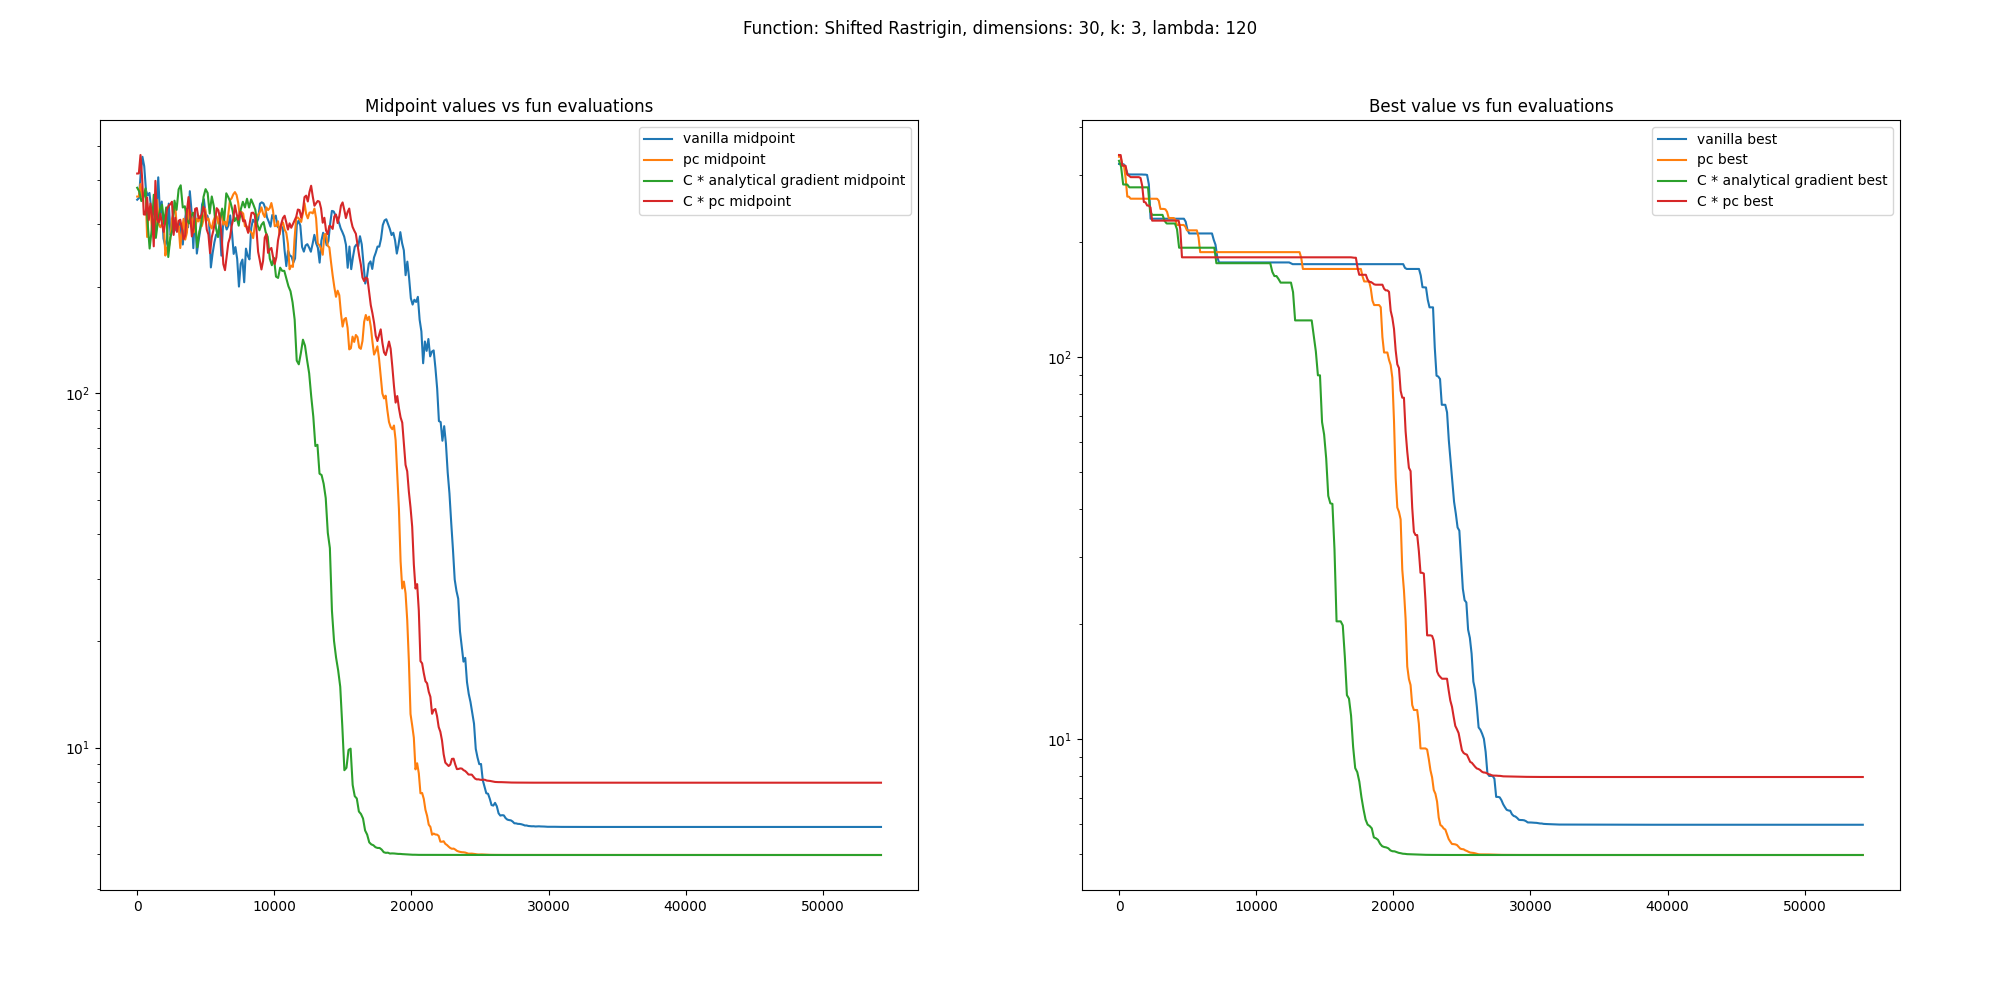 Function: Shifted Rastrigin, dimensions: 30, k: 3, lambda: 120
Midpoint values vs fun evaluations
vanilla midpoint
pc midpoint
C * analytical gradient midpoint
C * pc midpoint
10²
10¹
0 10000 20000 30000 40000 50000
Best value vs fun evaluations
vanilla best
pc best
C * analytical gradient best
C * pc best
10²
10¹
0 10000 20000 30000 40000 50000